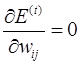 ∂E^(t)/∂w_ij = 0